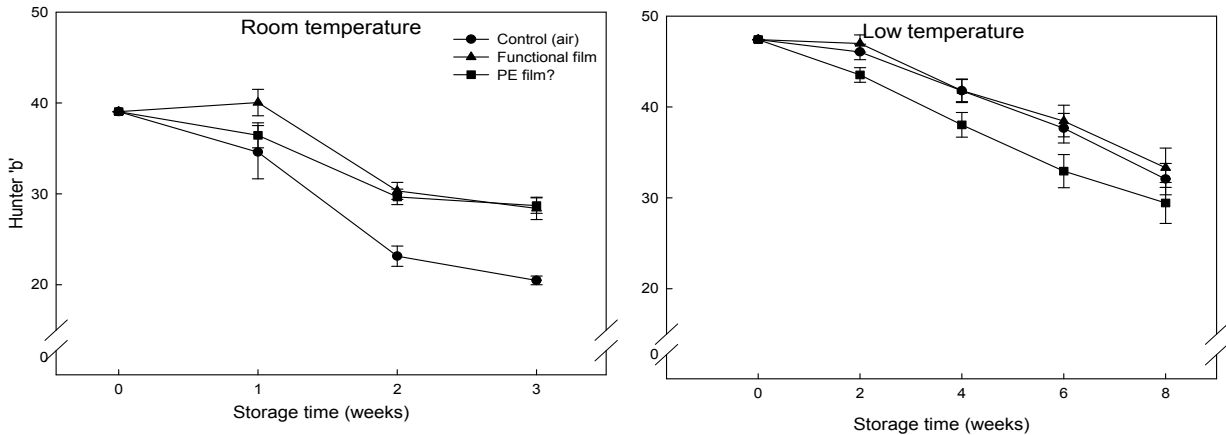 Room temperature
50
40
30
20
0
Hunter 'b'
Control (air)
Functional film
PE film?
0 1 2 3
Storage time (weeks)
Low temperature
50
40
30
20
0
0 2 4 6 8
Storage time (weeks)